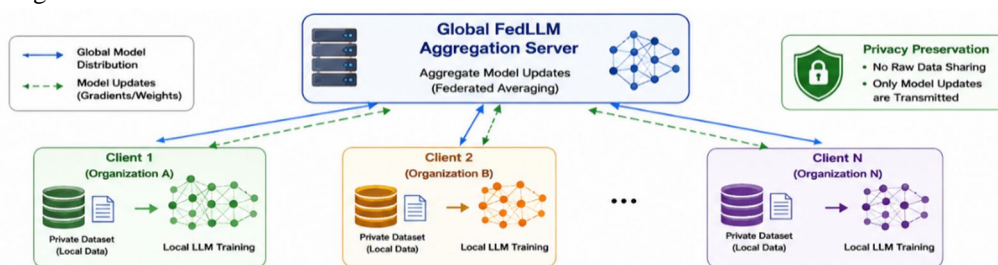 Global Model
Distribution
Model Updates
(Gradients/Weights)
Global FedLLM
Aggregation Server
Aggregate Model Updates
(Federated Averaging)
Privacy Preservation
• No Raw Data Sharing
• Only Model Updates
are Transmitted
Client 1
(Organization A)
Private Dataset
(Local Data)
Local LLM Training
Client 2
(Organization B)
Private Dataset
(Local Data)
Local LLM Training
...
Client N
(Organization N)
Private Dataset
(Local Data)
Local LLM Training